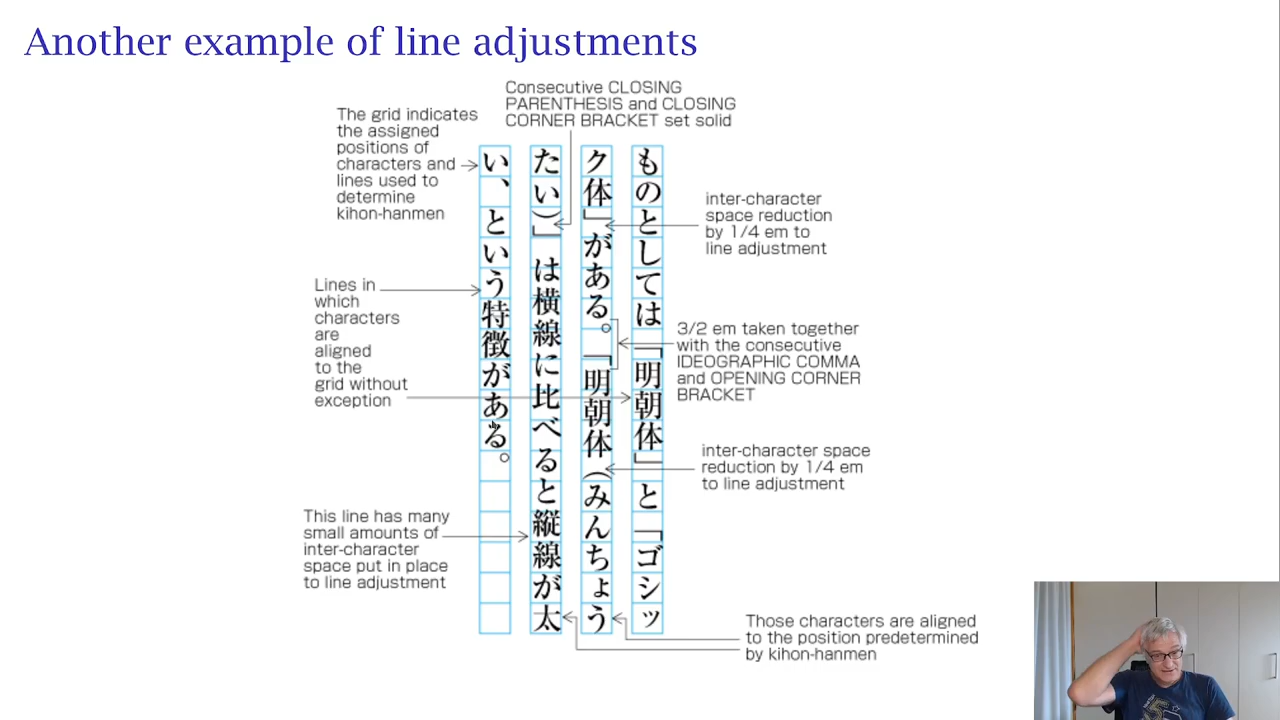 Another example of line adjustments
Consecutive CLOSING
PARENTHESIS and CLOSING
CORNER BRACKET set solid
The grid indicates
the assigned
positions of
characters and
lines used to
determine
kihon-hanmen
ものとしては「明朝体」と「ゴシッ
ク体」がある。「明朝体（みんちょう
たい）」は横線に比べると縦線が太
い、という特徴がある。
inter-character
space reduction
by 1/4 em to
line adjustment
Lines in
which
characters
are
aligned
to the
grid without
exception
3/2 em taken together
with the consecutive
IDEOGRAPHIC COMMA
and OPENING CORNER
BRACKET
inter-character space
reduction by 1/4 em
to line adjustment
This line has many
small amounts of
inter-character
space put in place
to line adjustment
Those characters are aligned
to the position predetermined
by kihon-hanmen